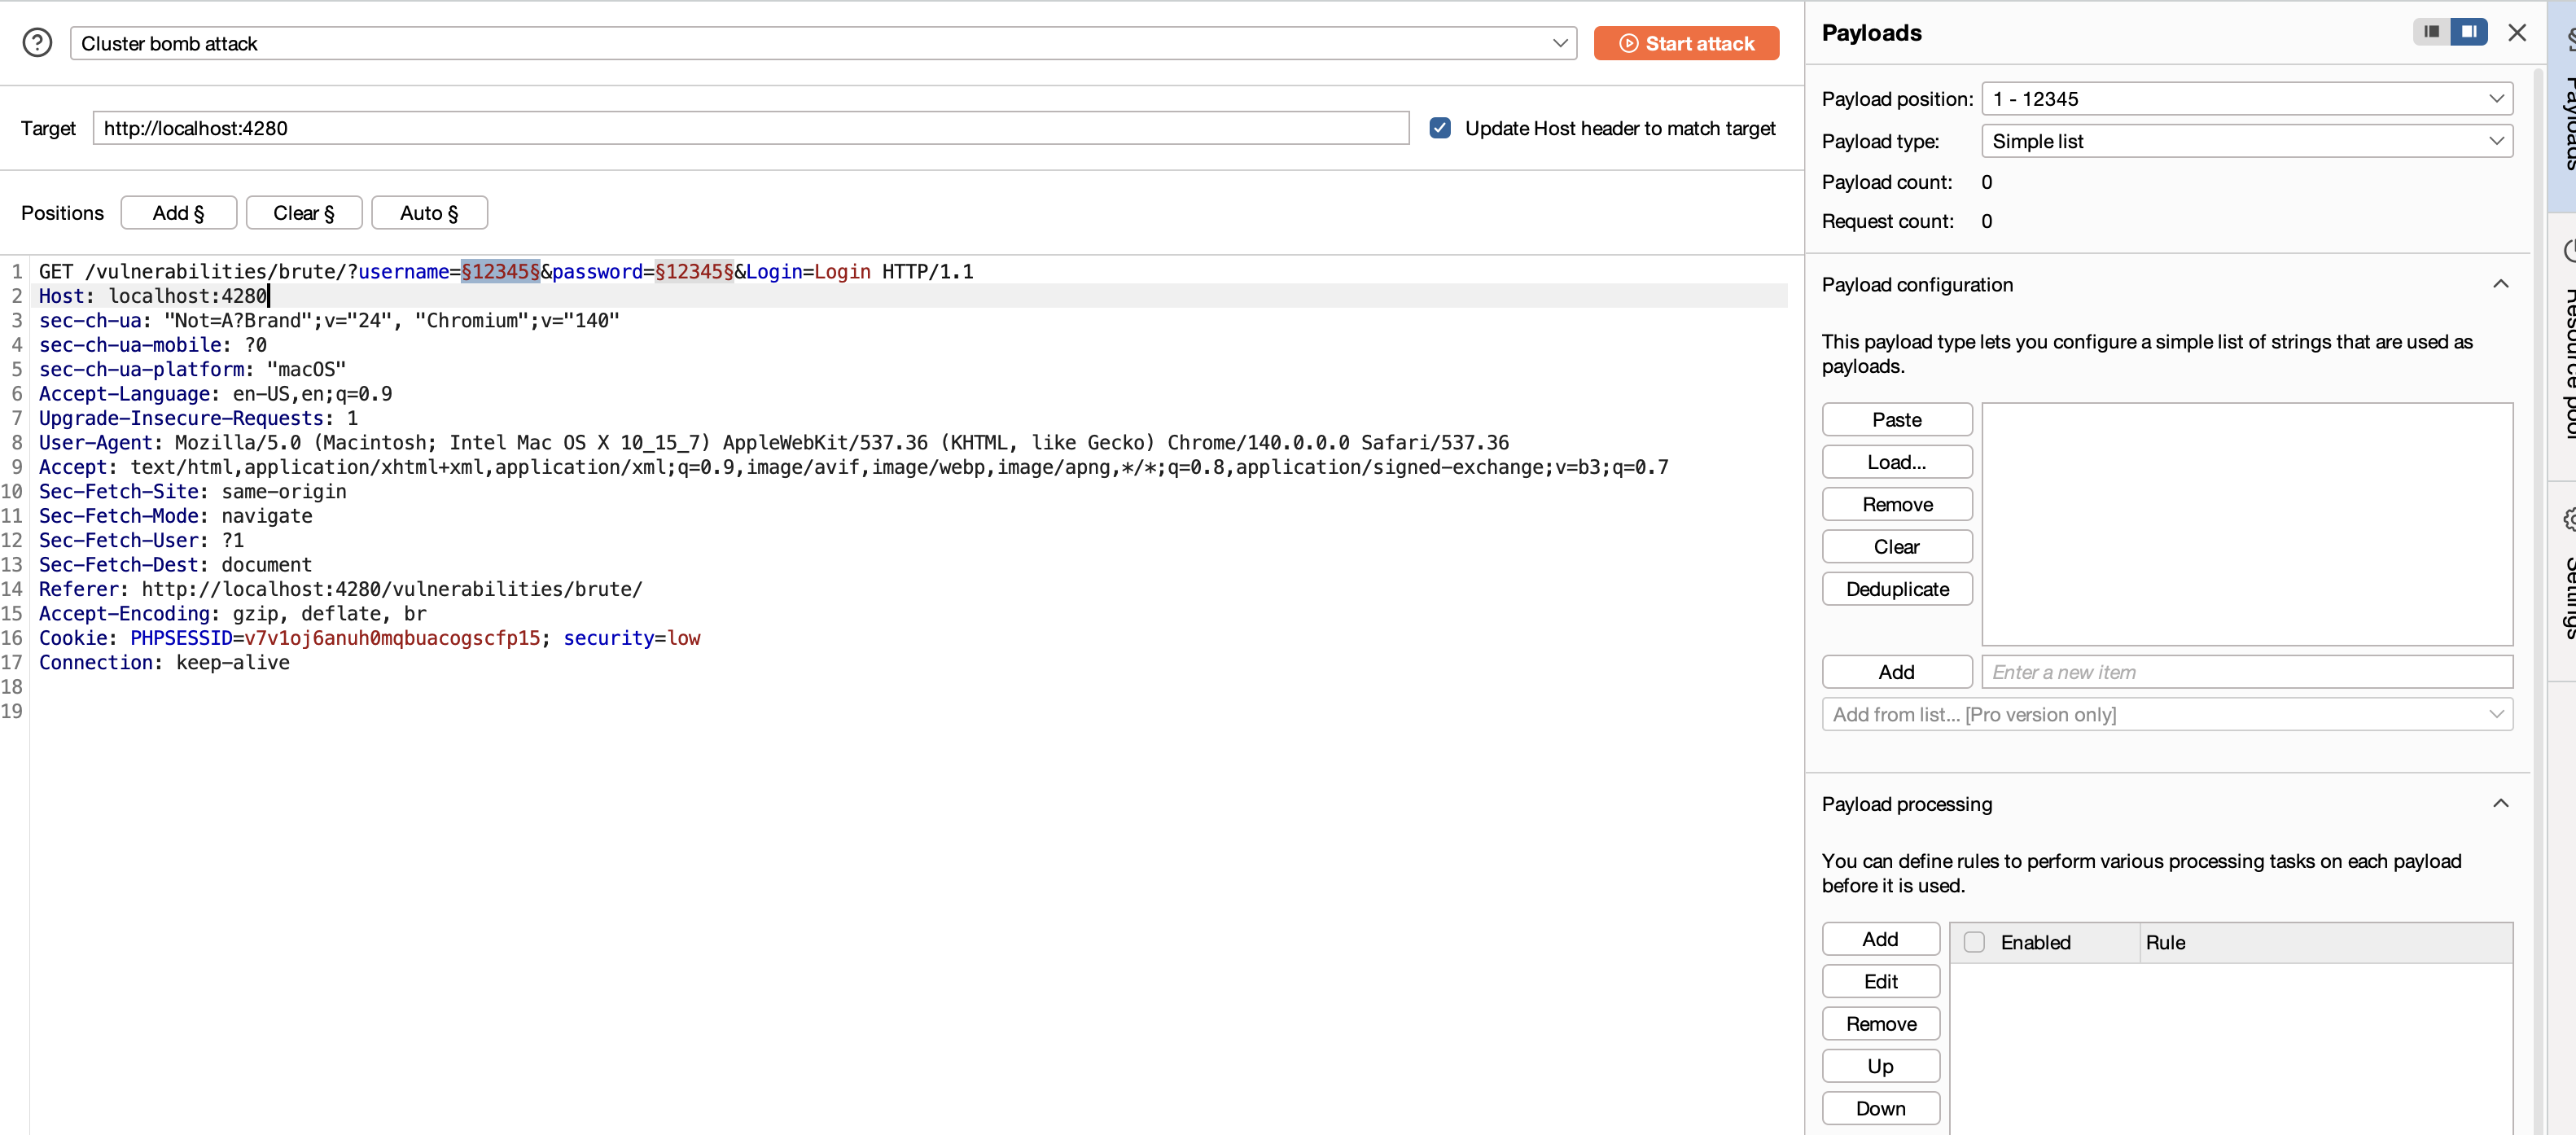 Cluster bomb attack
Start attack
Target
http://localhost:4280
Update Host header to match target
Positions
Add §
Clear §
Auto §
1 GET /vulnerabilities/brute/?username=§12345§&password=§12345§&Login=Login HTTP/1.1
2 Host: localhost:4280
3 sec-ch-ua: "Not=A?Brand";v="24", "Chromium";v="140"
4 sec-ch-ua-mobile: ?0
5 sec-ch-ua-platform: "macOS"
6 Accept-Language: en-US,en;q=0.9
7 Upgrade-Insecure-Requests: 1
8 User-Agent: Mozilla/5.0 (Macintosh; Intel Mac OS X 10_15_7) AppleWebKit/537.36 (KHTML, like Gecko) Chrome/140.0.0.0 Safari/537.36
9 Accept: text/html,application/xhtml+xml,application/xml;q=0.9,image/avif,image/webp,image/apng,*/*;q=0.8,application/signed-exchange;v=b3;q=0.7
10 Sec-Fetch-Site: same-origin
11 Sec-Fetch-Mode: navigate
12 Sec-Fetch-User: ?1
13 Sec-Fetch-Dest: document
14 Referer: http://localhost:4280/vulnerabilities/brute/
15 Accept-Encoding: gzip, deflate, br
16 Cookie: PHPSESSID=v7v1oj6anuh0mqbuacogscfp15; security=low
17 Connection: keep-alive
18
19
Payloads
Payload position: 1 - 12345
Payload type: Simple list
Payload count: 0
Request count: 0
Payload configuration
This payload type lets you configure a simple list of strings that are used as
payloads.
Paste
Load...
Remove
Clear
Deduplicate
Add
Enter a new item
Add from list... [Pro version only]
Payload processing
You can define rules to perform various processing tasks on each payload
before it is used.
Add
Edit
Remove
Up
Down
Enabled
Rule
Payloads
Resource pool
Settings